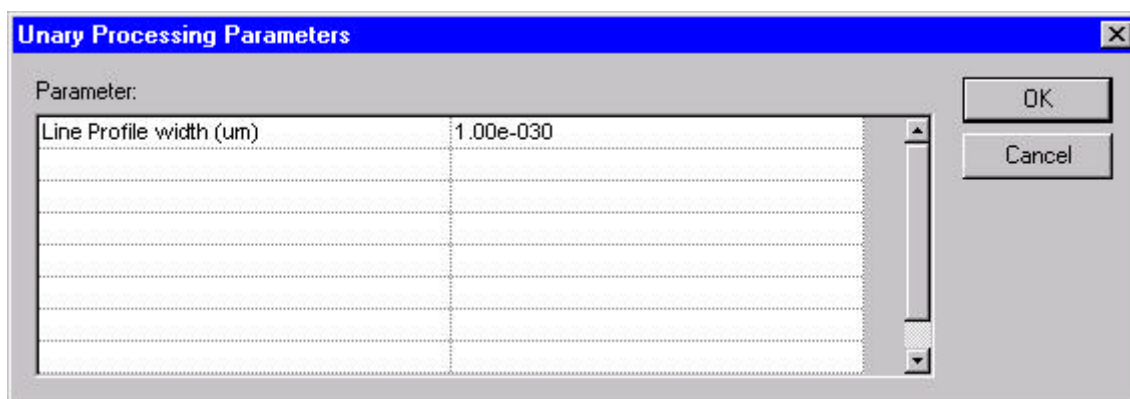 Unary Processing Parameters
Parameter:
Line Profile width (um) 1.00e-030
OK
Cancel